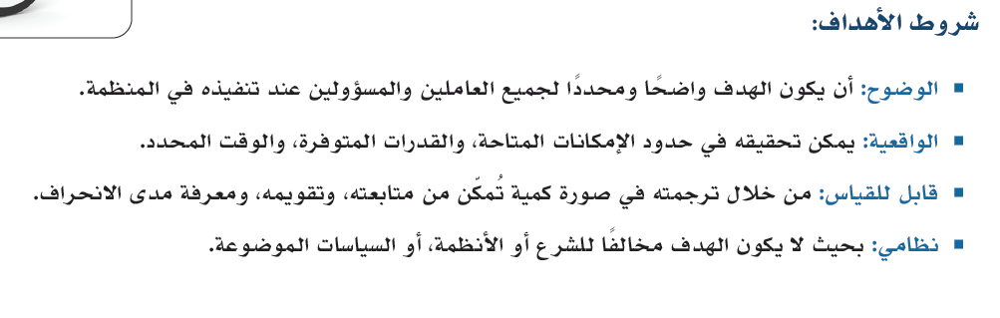 شروط الأهداف:
▪ الوضوح: أن يكون الهدف واضحًا ومحددًا لجميع العاملين والمسؤولين عند تنفيذه في المنظمة.
▪ الواقعية: يمكن تحقيقه في حدود الإمكانات المتاحة، والقدرات المتوفرة، والوقت المحدد.
▪ قابل للقياس: من خلال ترجمته في صورة كمية تُمكّن من متابعته، وتقويمه، ومعرفة مدى الانحراف.
▪ نظامي: بحيث لا يكون الهدف مخالفًا للشرع أو الأنظمة، أو السياسات الموضوعة.